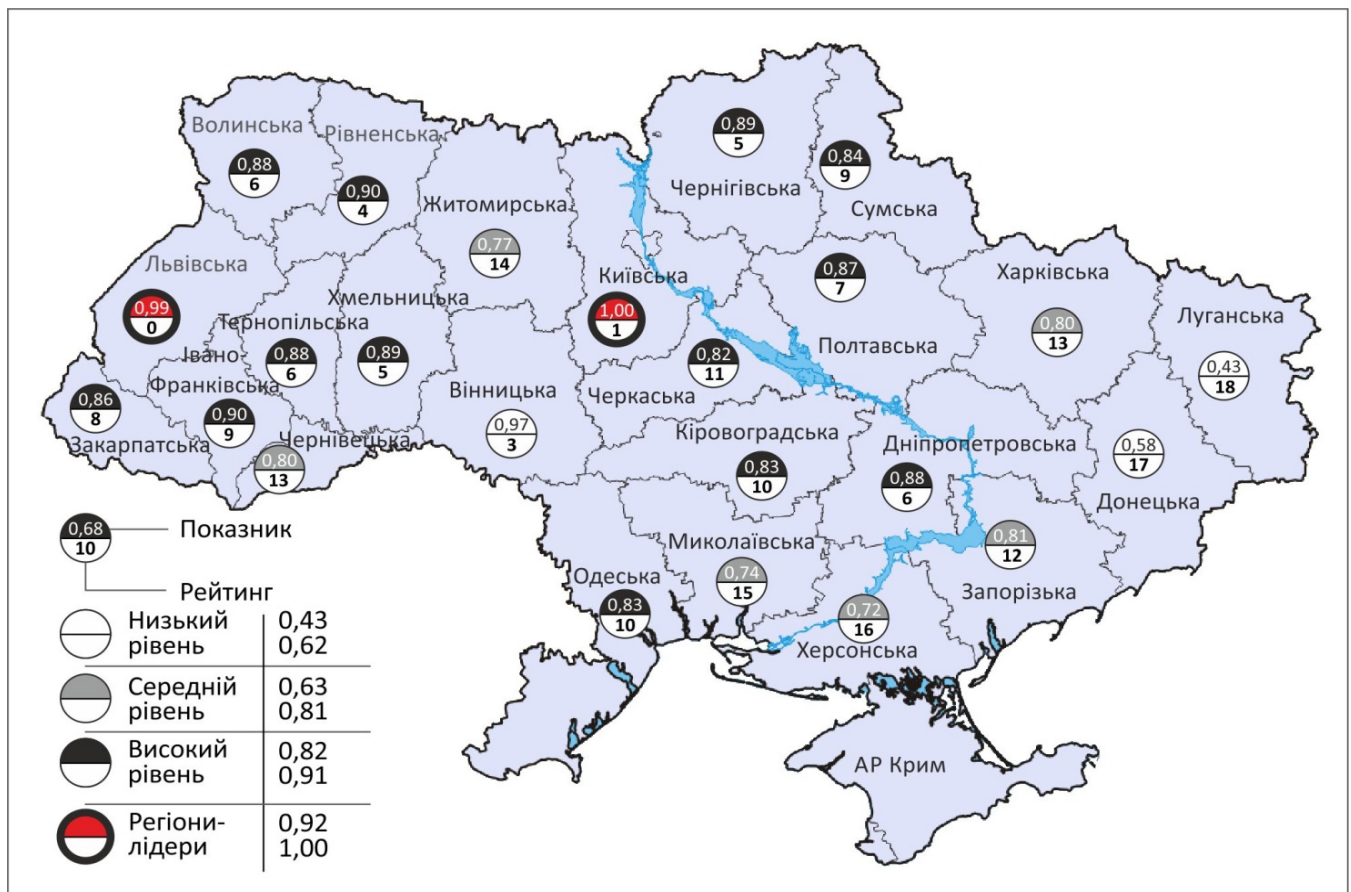 Волинська
0,88
6
Рівненська
0,90
4
Житомирська
0,77
14
Чернігівська
0,89
5
0,84
9
Сумська
Львівська
0,99
0
Київська
1,00
1
0,87
7
Полтавська
Харківська
0,80
13
Луганська
0,43
18
Хмельницька
0,89
5
Тернопільська
0,88
6
Івано-
Франківська
0,90
9
0,86
8
Закарпатська
Чернівецька
0,80
13
Вінницька
0,97
3
0,82
11
Черкаська
Кіровоградська
0,83
10
Дніпропетровська
0,88
6
0,58
17
Донецька
Миколаївська
0,74
15
Одеська
0,83
10
0,81
12
Запорізька
0,72
16
Херсонська
АР Крим
0,68
10
Показник
Рейтинг
Низький 0,43
рівень 0,62
Середній 0,63
рівень 0,81
Високий 0,82
рівень 0,91
Регіони- 0,92
лідери 1,00